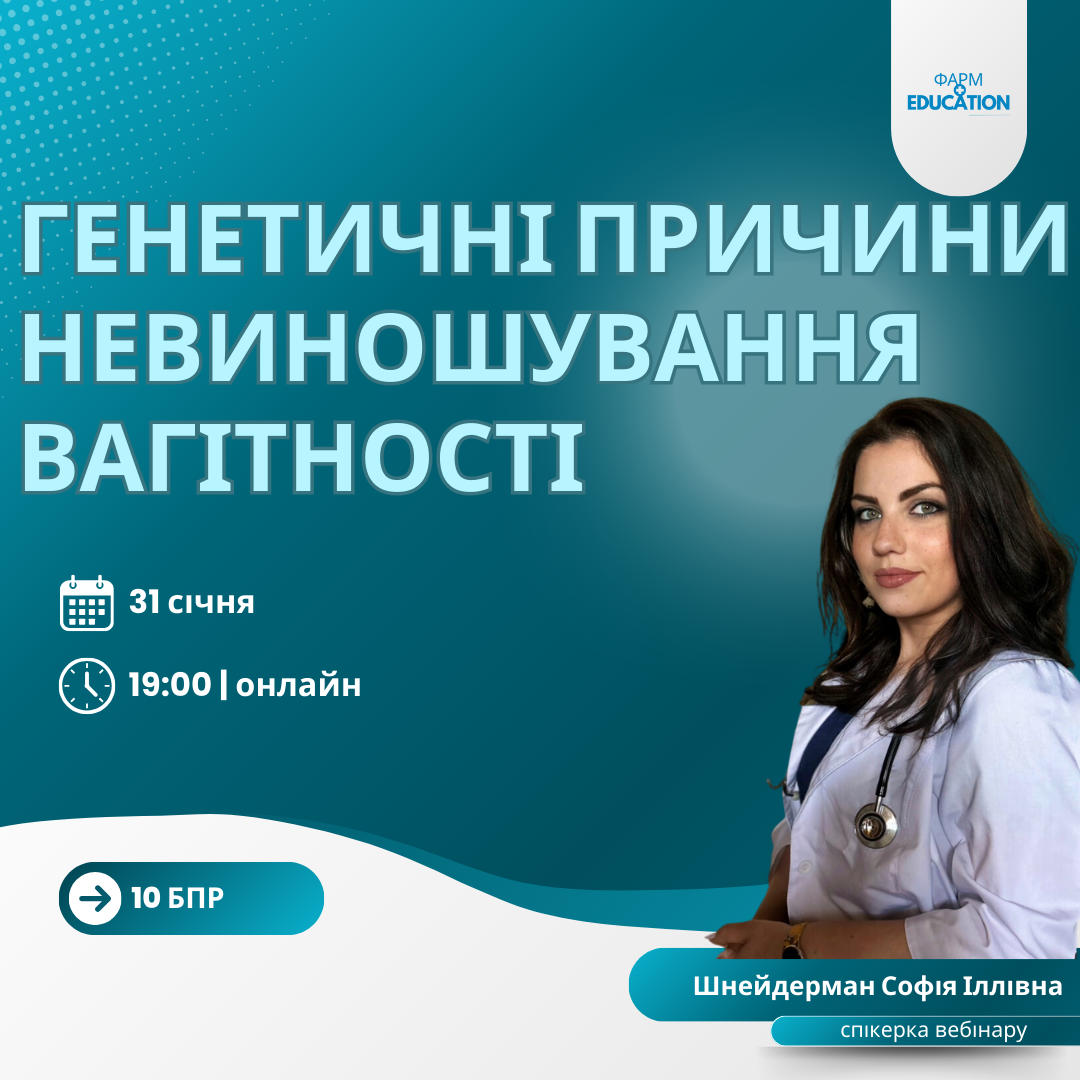 ФАРМ
EDUCATION
ГЕНЕТИЧНІ ПРИЧИНИ
НЕВИНОШУВАННЯ
ВАГІТНОСТІ
31 січня
19:00 | онлайн
10 БПР
Шнейдерман Софія Іллівна
спікерка вебінару